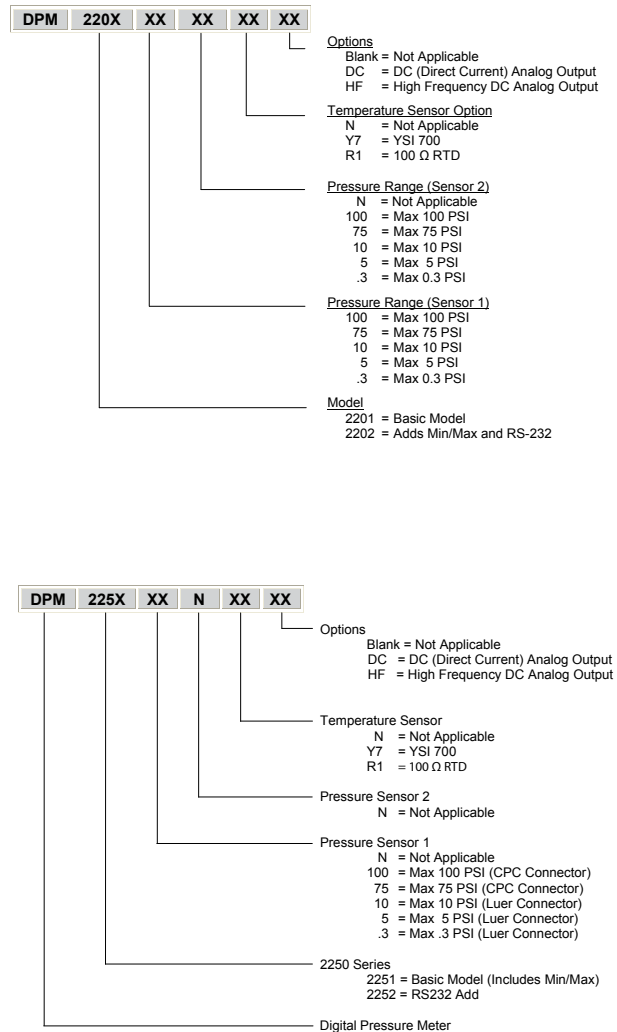 DPM 220X XX XX XX XX
Options
Blank = Not Applicable
DC = DC (Direct Current) Analog Output
HF = High Frequency DC Analog Output
Temperature Sensor Option
N = Not Applicable
Y7 = YSI 700
R1 = 100 Ω RTD
Pressure Range (Sensor 2)
N = Not Applicable
100 = Max 100 PSI
75 = Max 75 PSI
10 = Max 10 PSI
5 = Max 5 PSI
.3 = Max 0.3 PSI
Pressure Range (Sensor 1)
100 = Max 100 PSI
75 = Max 75 PSI
10 = Max 10 PSI
5 = Max 5 PSI
.3 = Max 0.3 PSI
Model
2201 = Basic Model
2202 = Adds Min/Max and RS-232
DPM 225X XX N XX XX
Options
Blank = Not Applicable
DC = DC (Direct Current) Analog Output
HF = High Frequency DC Analog Output
Temperature Sensor
N = Not Applicable
Y7 = YSI 700
R1 = 100 Ω RTD
Pressure Sensor 2
N = Not Applicable
Pressure Sensor 1
N = Not Applicable
100 = Max 100 PSI (CPC Connector)
75 = Max 75 PSI (CPC Connector)
10 = Max 10 PSI (Luer Connector)
5 = Max 5 PSI (Luer Connector)
.3 = Max .3 PSI (Luer Connector)
2250 Series
2251 = Basic Model (Includes Min/Max)
2252 = RS232 Add
Digital Pressure Meter